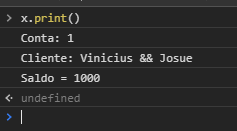 > x.print()
Conta: 1
Cliente: Vinicius && Josue
Saldo = 1000
undefined
>